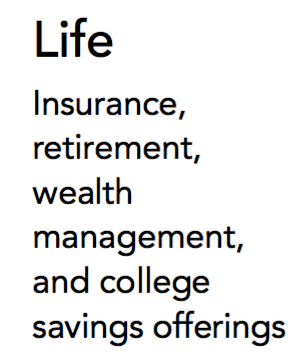 Life
Insurance,
retirement,
wealth
management,
and college
savings offerings